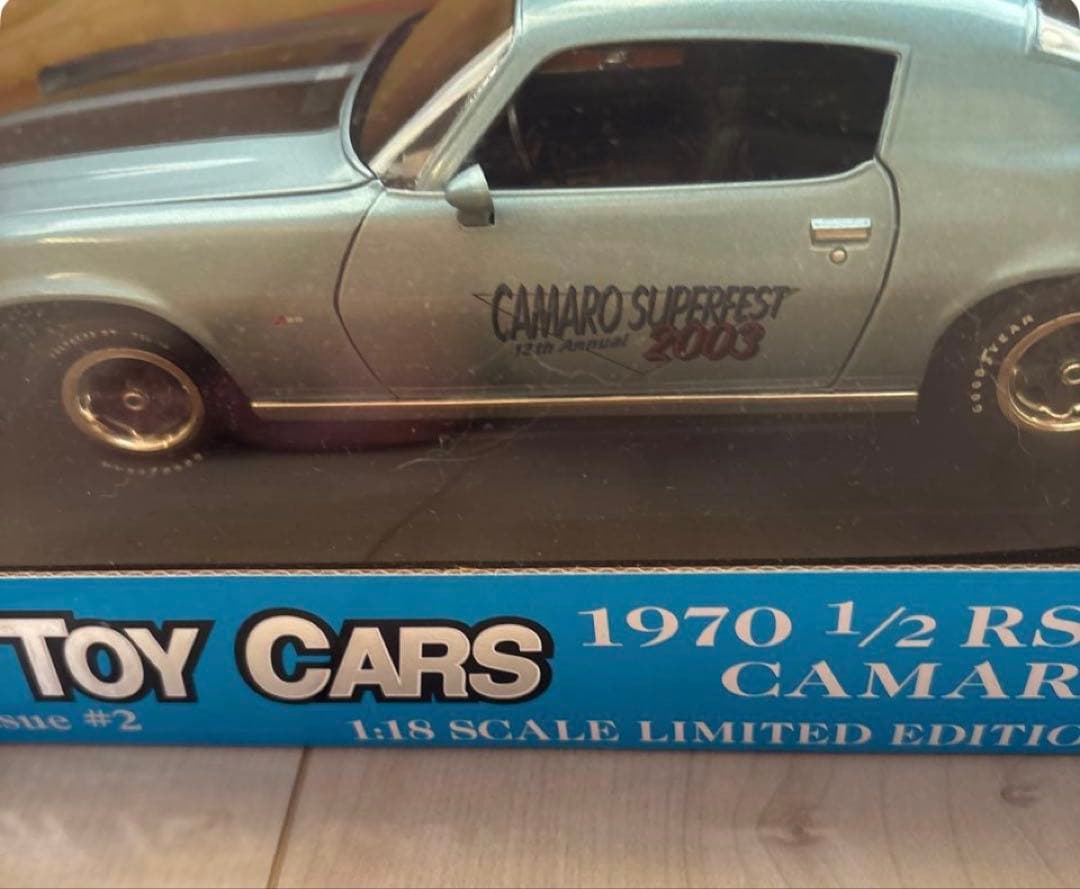 CAMARO SUPERFEST
12th Annual 2003
GOODYEAR
TOY CARS
sue #2
1970 1/2 RS
CAMAR
1:18 SCALE LIMITED EDITIO